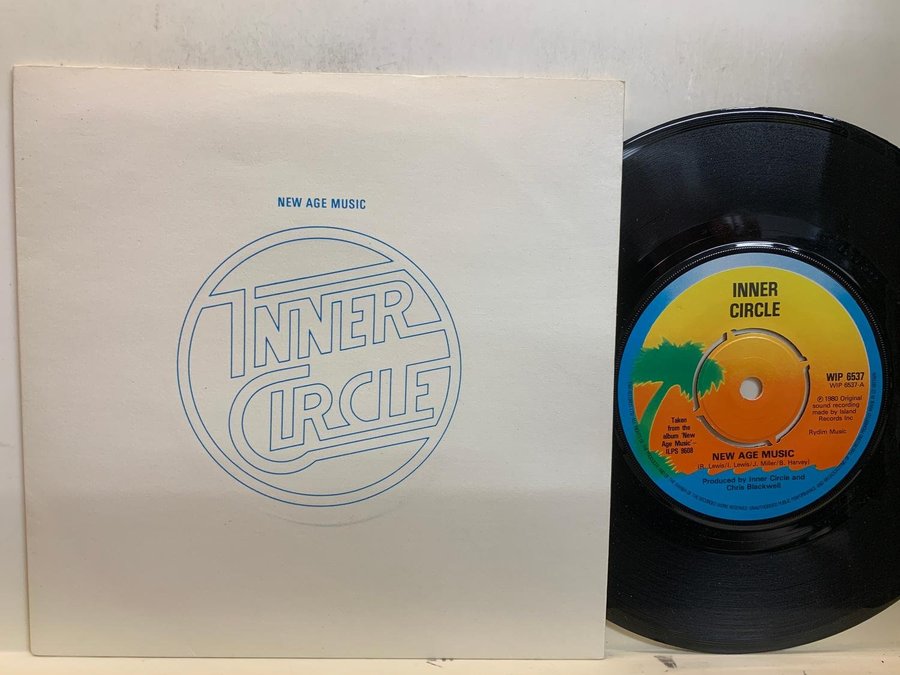 NEW AGE MUSIC
INNER
CIRCLE
INNER
CIRCLE
WIP 6537
WIP 6537-A
℗ 1980 Original
sound recording
made by Island
Records Inc
Rydim Music
Taken
from the
album 'New
Age Music' -
ILPS 9608
NEW AGE MUSIC
(B. Lewis/I. Lewis/J. Miller/B. Harvey)
Produced by Inner Circle and
Chris Blackwell